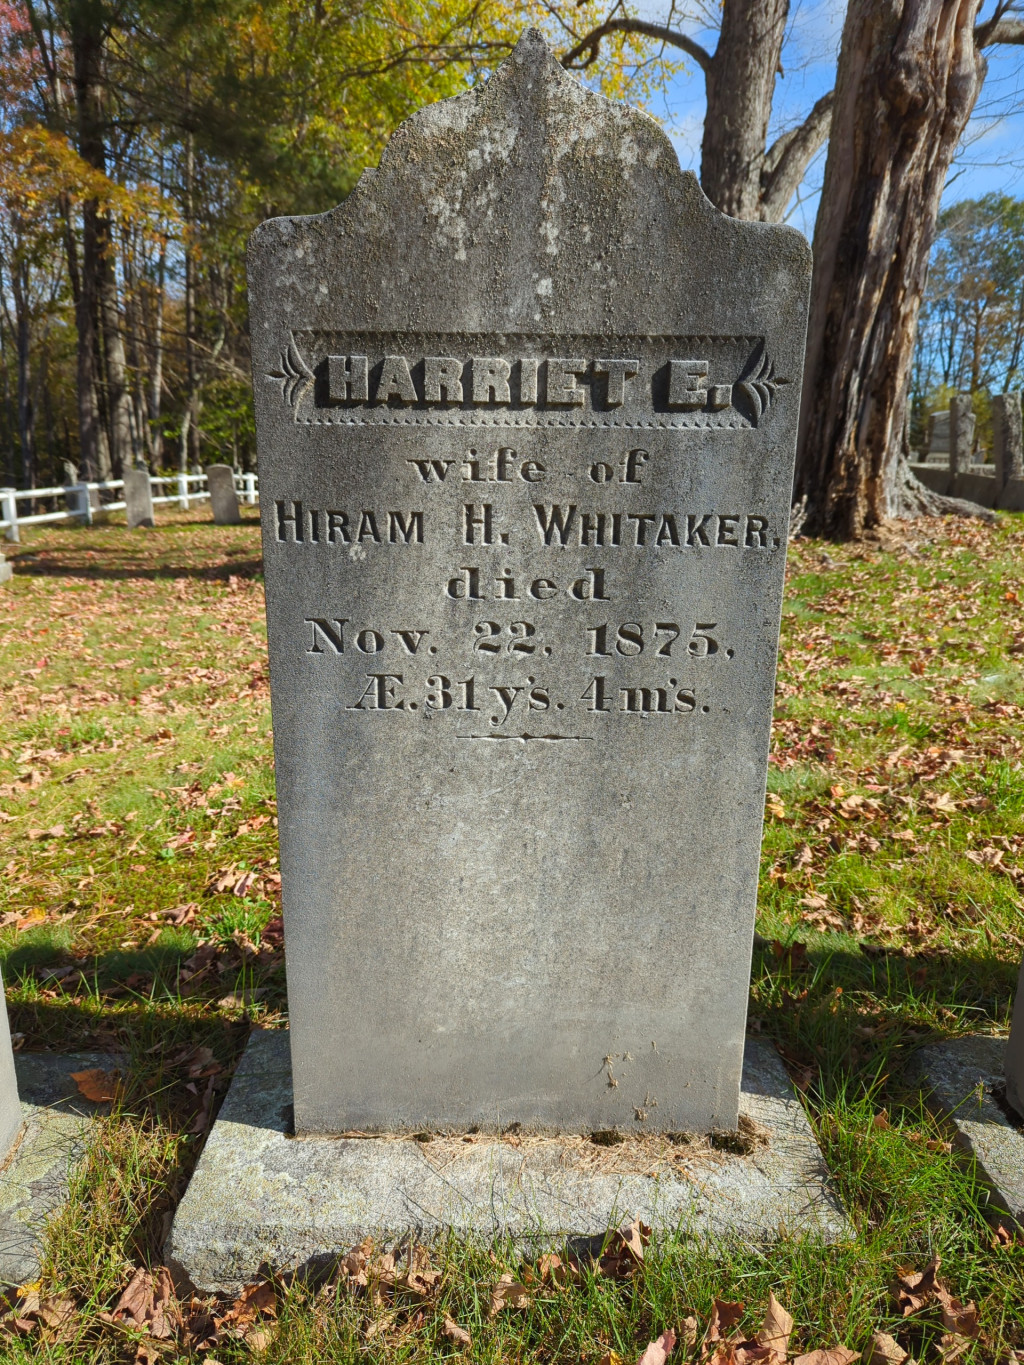 HARRIET E.
wife of
HIRAM H. WHITAKER,
died
Nov. 22, 1875,
Æ. 31 y's. 4 m's.